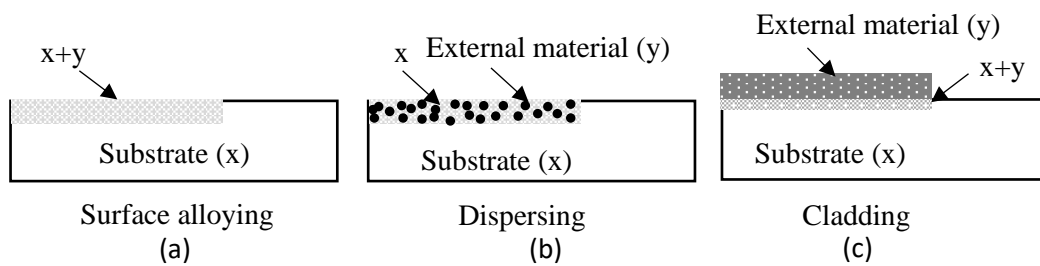 x+y
Substrate (x)
Surface alloying
(a)
x
External material (y)
Substrate (x)
Dispersing
(b)
External material (y)
x+y
Substrate (x)
Cladding
(c)